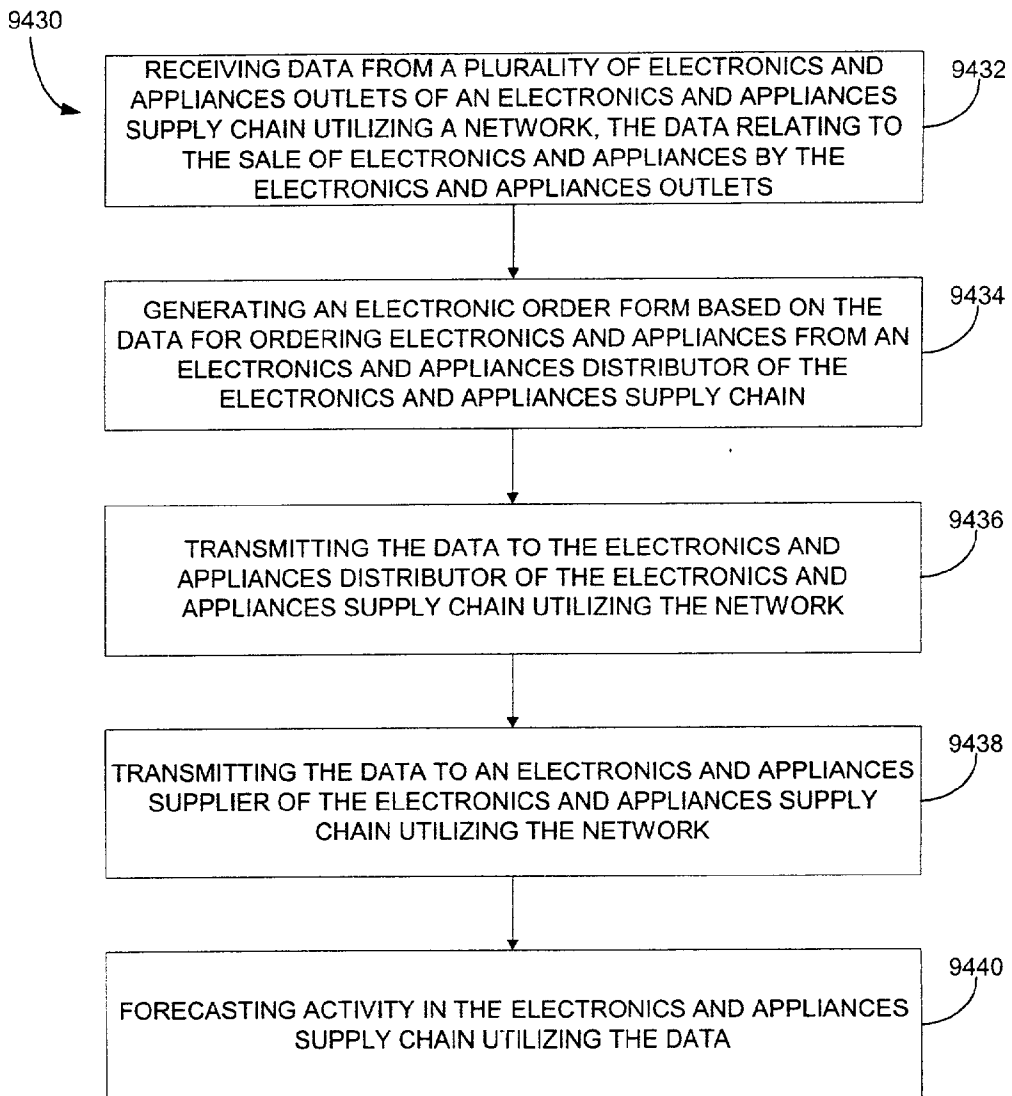 9430
RECEIVING DATA FROM A PLURALITY OF ELECTRONICS AND
APPLIANCES OUTLETS OF AN ELECTRONICS AND APPLIANCES
SUPPLY CHAIN UTILIZING A NETWORK, THE DATA RELATING TO
THE SALE OF ELECTRONICS AND APPLIANCES BY THE
ELECTRONICS AND APPLIANCES OUTLETS
9432
GENERATING AN ELECTRONIC ORDER FORM BASED ON THE
DATA FOR ORDERING ELECTRONICS AND APPLIANCES FROM AN
ELECTRONICS AND APPLIANCES DISTRIBUTOR OF THE
ELECTRONICS AND APPLIANCES SUPPLY CHAIN
9434
TRANSMITTING THE DATA TO THE ELECTRONICS AND
APPLIANCES DISTRIBUTOR OF THE ELECTRONICS AND
APPLIANCES SUPPLY CHAIN UTILIZING THE NETWORK
9436
TRANSMITTING THE DATA TO AN ELECTRONICS AND APPLIANCES
SUPPLIER OF THE ELECTRONICS AND APPLIANCES SUPPLY
CHAIN UTILIZING THE NETWORK
9438
FORECASTING ACTIVITY IN THE ELECTRONICS AND APPLIANCES
SUPPLY CHAIN UTILIZING THE DATA
9440